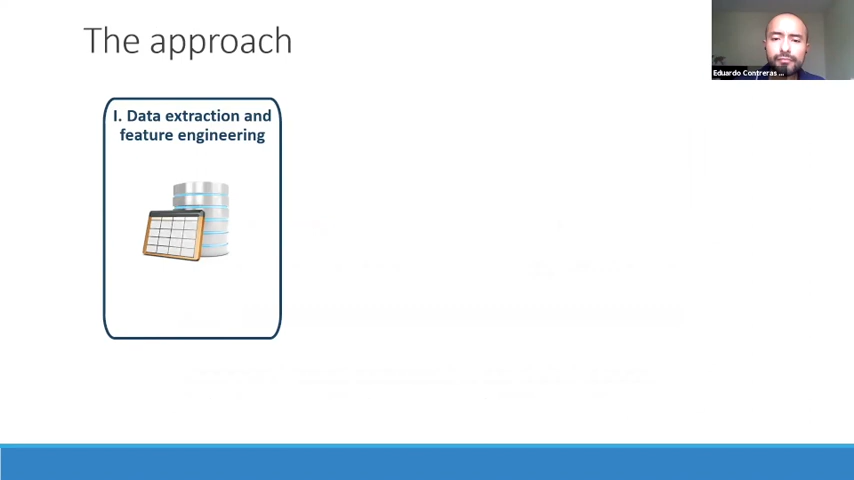 The approach
Eduardo Contreras ...
I. Data extraction and
feature engineering